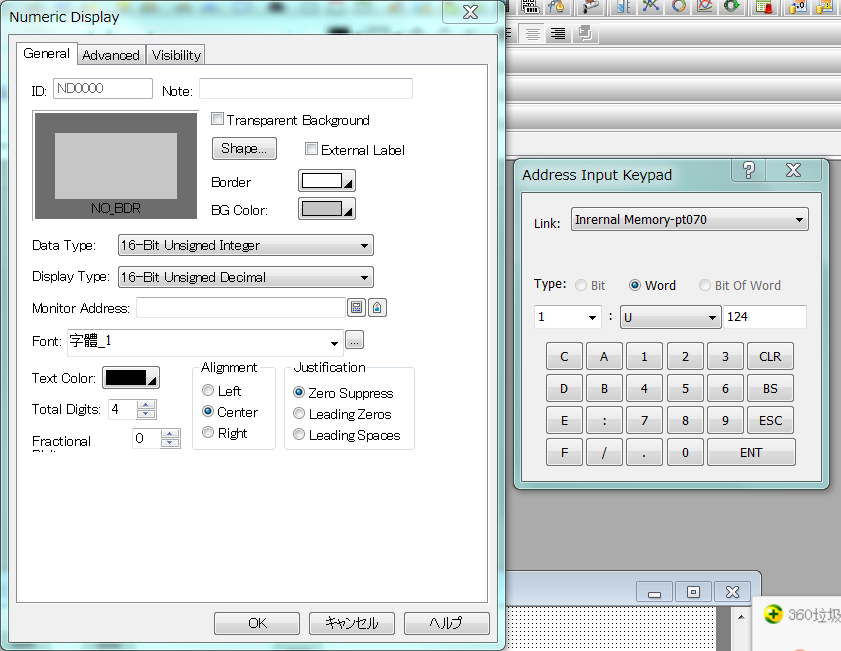 Numeric Display
General Advanced Visibility
ID: ND0000 Note:
Transparent Background
Shape... External Label
Border
BG Color:
NO_BDR
Data Type: 16-Bit Unsigned Integer
Display Type: 16-Bit Unsigned Decimal
Monitor Address:
Font: 字體_1 ...
Text Color:
Total Digits: 4
Fractional
0
Alignment
Left
Center
Right
Justification
Zero Suppress
Leading Zeros
Leading Spaces
OK キャンセル ヘルプ
Address Input Keypad ?
Link: Inrernal Memory-pt070
Type: Bit Word Bit Of Word
1 : U 124
C A 1 2 3 CLR
D B 4 5 6 BS
E : 7 8 9 ESC
F / . 0 ENT
360垃圾